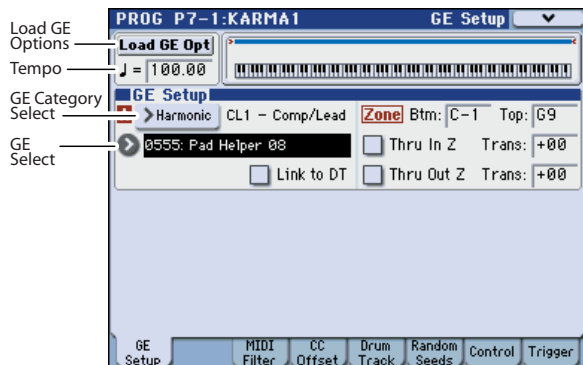 PROG P7-1:KARMA1 GE Setup
Load GE Options
Load GE Opt
Tempo
♩= 100.00
GE Setup
GE Category Select
Harmonic CL1 - Comp/Lead Zone Btm: C-1 Top: G9
GE Select
0555: Pad Helper 08 Thru In Z Trans: +00
Link to DT Thru Out Z Trans: +00
GE Setup MIDI Filter CC Offset Drum Track Random Seeds Control Trigger